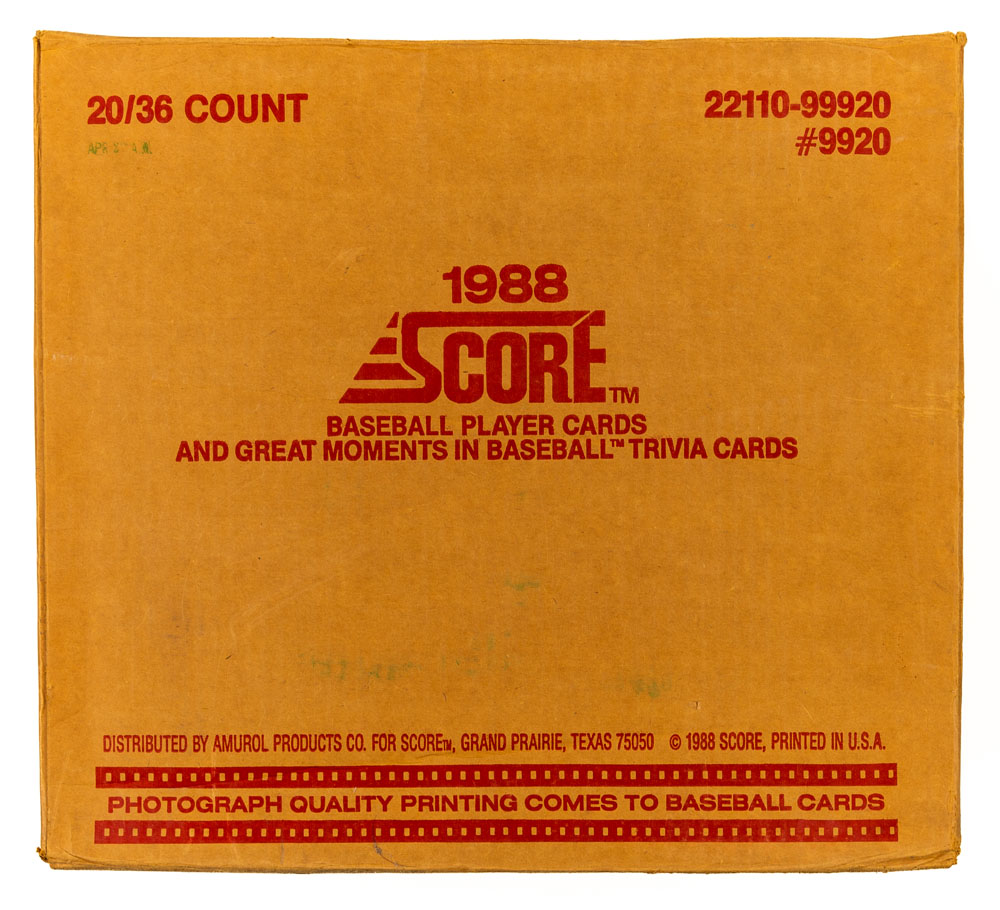 20/36 COUNT
22110-99920
#9920
1988
SCORE™
BASEBALL PLAYER CARDS
AND GREAT MOMENTS IN BASEBALL™ TRIVIA CARDS
DISTRIBUTED BY AMUROL PRODUCTS CO. FOR SCORE™, GRAND PRAIRIE, TEXAS 75050 © 1988 SCORE, PRINTED IN U.S.A.
PHOTOGRAPH QUALITY PRINTING COMES TO BASEBALL CARDS